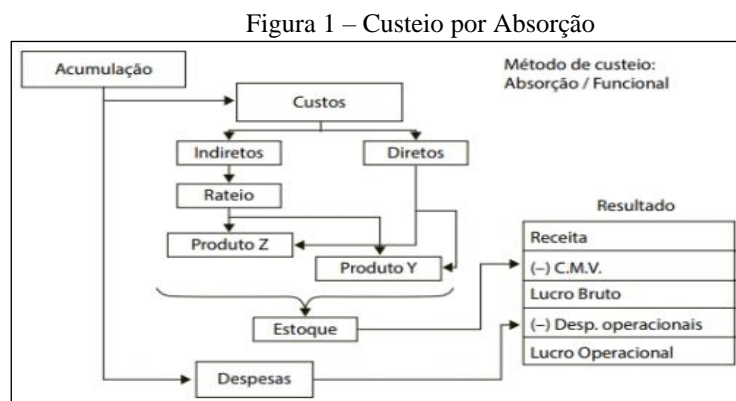 Figura 1 – Custeio por Absorção
Acumulação
Método de custeio:
Absorção / Funcional
Custos
Indiretos
Diretos
Rateio
Produto Z
Produto Y
Estoque
Despesas
Resultado
Receita
(–) C.M.V.
Lucro Bruto
(–) Desp. operacionais
Lucro Operacional